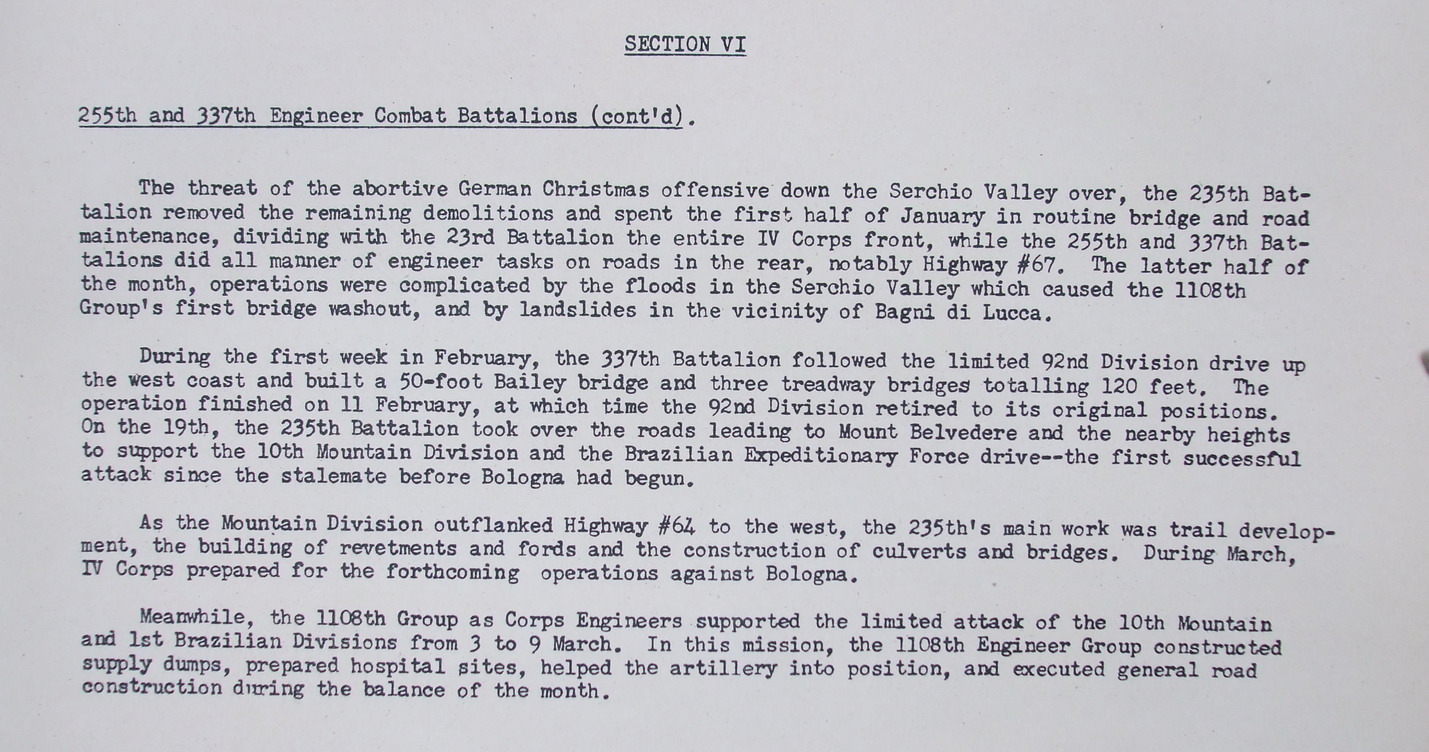 SECTION VI
255th and 337th Engineer Combat Battalions (cont'd).
The threat of the abortive German Christmas offensive down the Serchio Valley over, the 235th Bat-
talion removed the remaining demolitions and spent the first half of January in routine bridge and road
maintenance, dividing with the 23rd Battalion the entire IV Corps front, while the 255th and 337th Bat-
talions did all manner of engineer tasks on roads in the rear, notably Highway #67. The latter half of
the month, operations were complicated by the floods in the Serchio Valley which caused the 1108th
Group's first bridge washout, and by landslides in the vicinity of Bagni di Lucca.
During the first week in February, the 337th Battalion followed the limited 92nd Division drive up
the west coast and built a 50-foot Bailey bridge and three treadway bridges totalling 120 feet. The
operation finished on 11 February, at which time the 92nd Division retired to its original positions.
On the 19th, the 235th Battalion took over the roads leading to Mount Belvedere and the nearby heights
to support the 10th Mountain Division and the Brazilian Expeditionary Force drive--the first successful
attack since the stalemate before Bologna had begun.
As the Mountain Division outflanked Highway #64 to the west, the 235th's main work was trail develop-
ment, the building of revetments and fords and the construction of culverts and bridges. During March,
IV Corps prepared for the forthcoming operations against Bologna.
Meanwhile, the 1108th Group as Corps Engineers supported the limited attack of the 10th Mountain
and 1st Brazilian Divisions from 3 to 9 March. In this mission, the 1108th Engineer Group constructed
supply dumps, prepared hospital sites, helped the artillery into position, and executed general road
construction during the balance of the month.